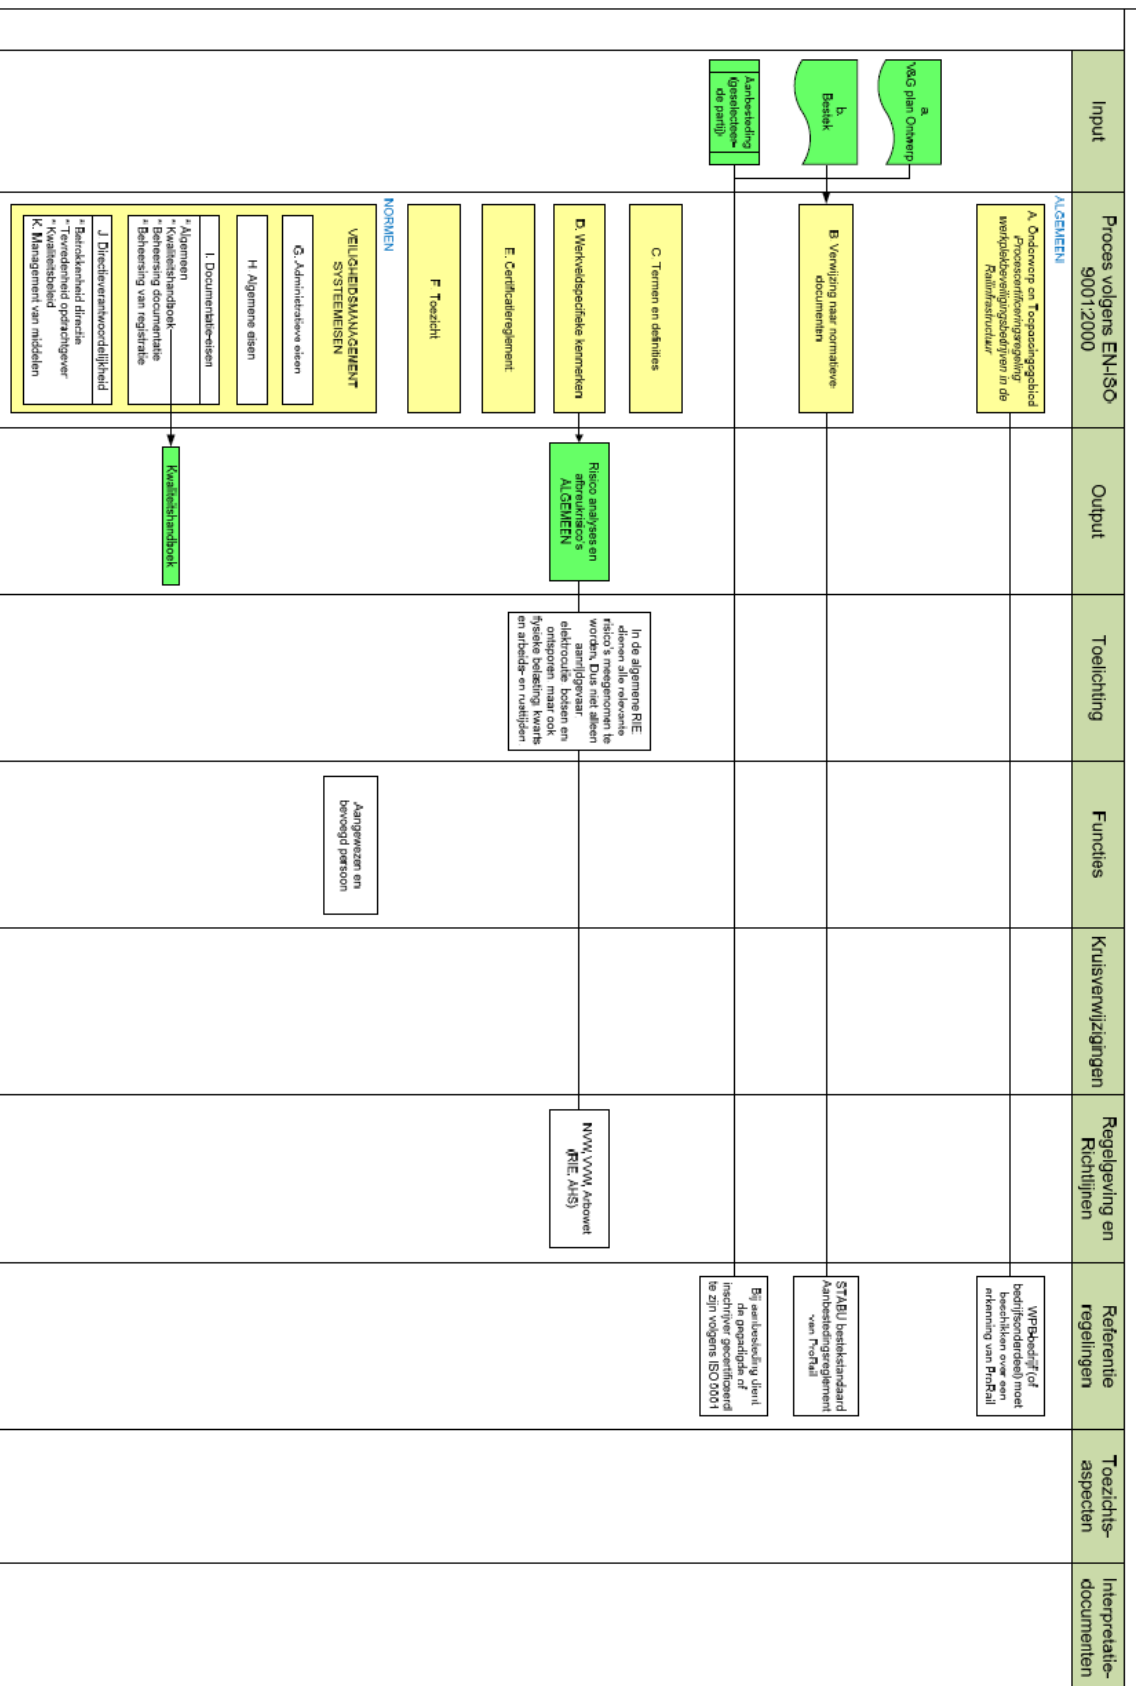 Input
Proces volgens EN-ISO
9001:2000
Output
Toelichting
Functies
Kruisverwijzigingen
Regelgeving en
Richtlijnen
Referentie
regelingen
Toezichts-
aspecten
Interpretatie-
documenten
ALGEMEEN
a.
V&G plan Ontwerp
b.
Bestek
Aanbesteding
(geselecteer-
de partij)
A. Onderwerp en Toepassingsgebied
Procescertificeringsregeling
werkplekbeveiligingsbedrijven in de
Railinfrastructuur
WPB-bedrijf (of
bedrijfsonderdeel) moet
beschikken over een
erkenning van ProRail
B Verwijzing naar normatieve
documenten
STABU bestekstandaard
Aanbestedingsreglement
van ProRail
Bij aanbesteding dient
de gegadigde of
inschrijver gecertificeerd
te zijn volgens ISO 9001
C. Termen en definities
D. Werkveldspecifieke kenmerken
Risico analyses en
afbreukrisico's
ALGEMEEN
In de algemene RIE
dienen alle relevante
risico's meegenomen te
worden. Dus niet alleen
aanrijdgevaar,
elektrocutie, botsen en
ontsporen, maar ook
fysieke belasting, kwarts
en arbeids- en rusttijden.
NVW, VVW, Arbowet
(RIE, AHS)
E. Certificatiereglement
F. Toezicht
NORMEN
VEILIGHEIDSMANAGEMENT
SYSTEEMEISEN
Aangewezen en
bevoegd persoon
G. Administratieve eisen
H. Algemene eisen
I. Documentatie-eisen
* Algemeen
* Kwaliteitshandboek
* Beheersing documentatie
* Beheersing van registratie
Kwaliteitshandboek
J. Directieverantwoordelijkheid
* Betrokkenheid directie
* Tevredenheid opdrachtgever
* Kwaliteitsbeleid
K. Management van middelen